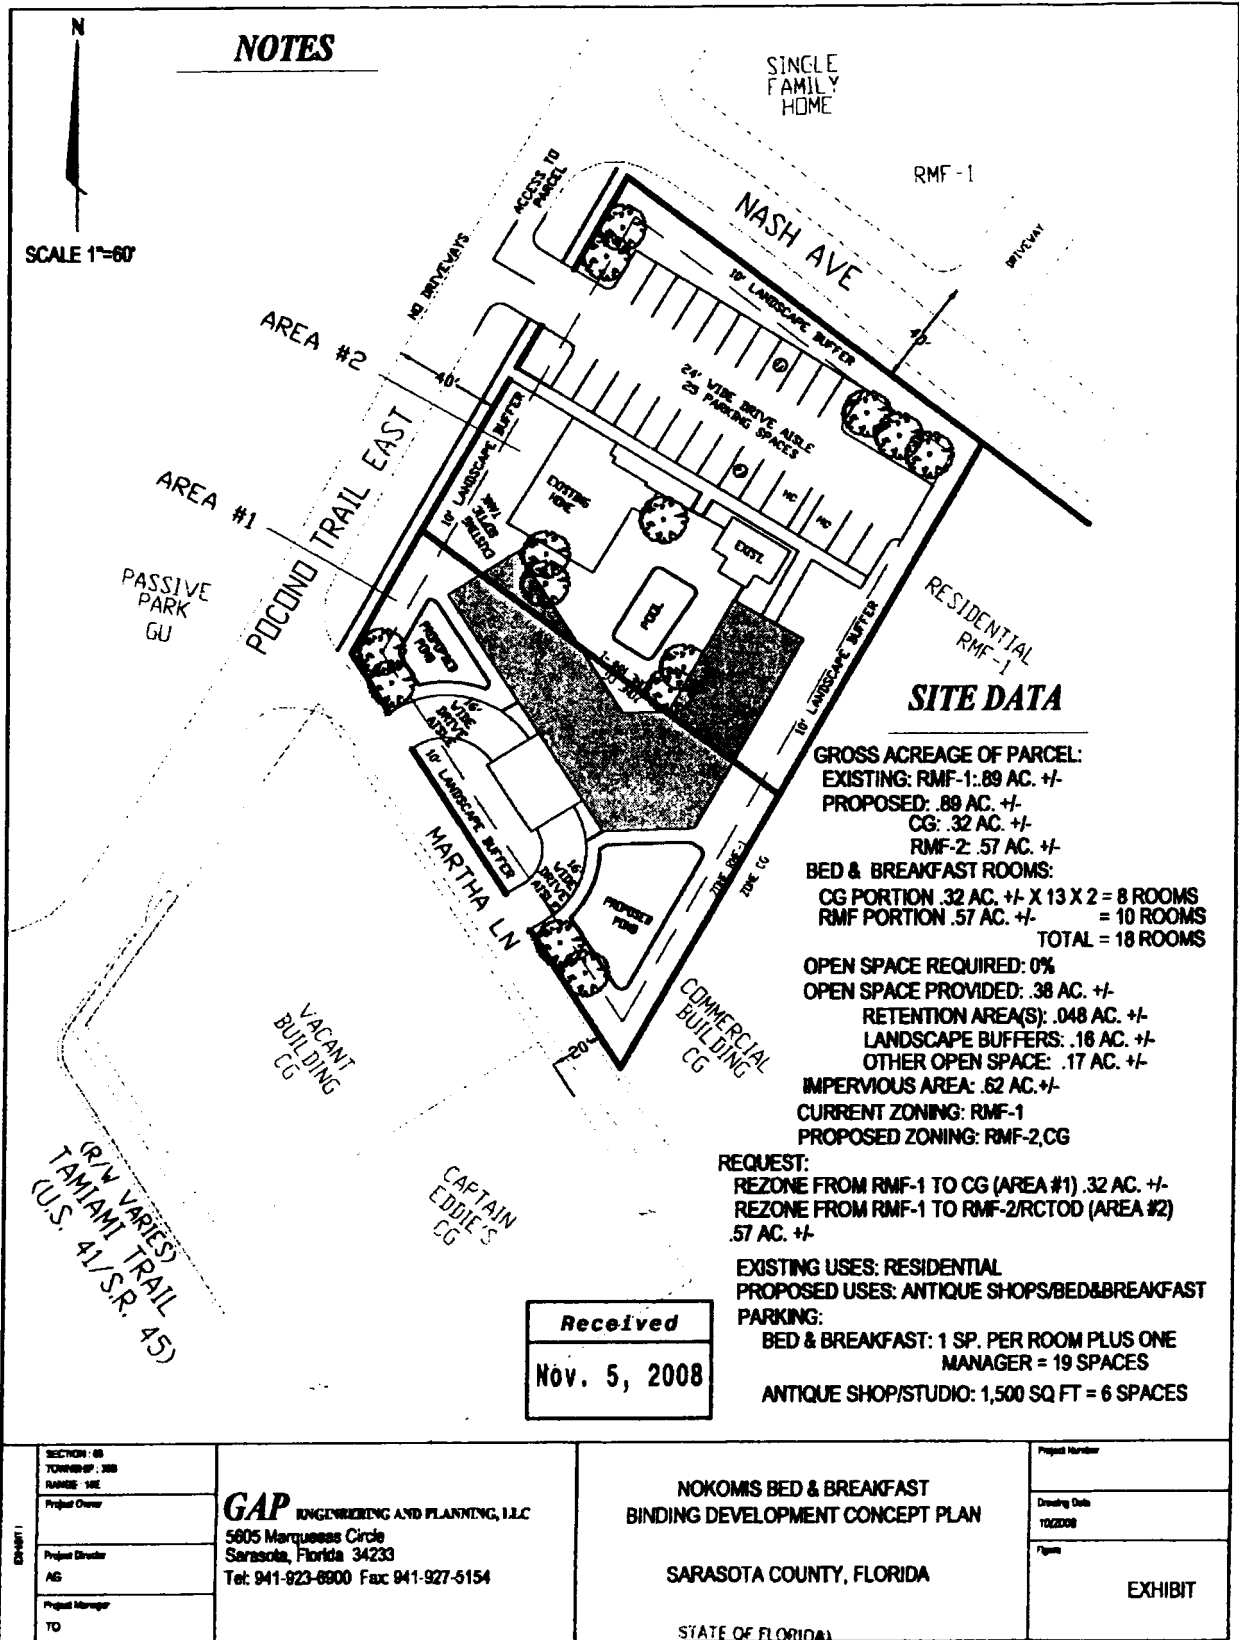 N
NOTES
SCALE 1"=60'
SINGLE
FAMILY
HOME
RMF-1
NASH AVE
DRIVEWAY
ACCESS TO
PARCEL
NO DRIVEWAYS
10' LANDSCAPE BUFFER
40'
AREA #2
40'
24' WIDE DRIVE AISLE
25 PARKING SPACES
10' LANDSCAPE BUFFER
EXISTING
SEPTIC
TANK
EXISTING
HOME
MC
MC
EXIST.
POOL
AREA #1
POCONO TRAIL EAST
PASSIVE
PARK
GU
RESIDENTIAL
RMF-1
10' LANDSCAPE BUFFER
PROPOSED
POND
16'
WIDE
DRIVE
AISLE
10' LANDSCAPE BUFFER
16'
WIDE
DRIVE
AISLE
PROPOSED
POND
ZONE RMF-1
ZONE CG
MARTHA LN
20'
COMMERCIAL
BUILDING
CG
VACANT
BUILDING
CG
CAPTAIN
EDDIE'S
CG
(R/W VARIES)
TAMIAMI TRAIL
(U.S. 41/S.R. 45)
SITE DATA
GROSS ACREAGE OF PARCEL:
EXISTING: RMF-1:.89 AC. +/-
PROPOSED: .89 AC. +/-
CG: .32 AC. +/-
RMF-2: .57 AC. +/-
BED & BREAKFAST ROOMS:
CG PORTION .32 AC. +/- X 13 X 2 = 8 ROOMS
RMF PORTION .57 AC. +/- = 10 ROOMS
TOTAL = 18 ROOMS
OPEN SPACE REQUIRED: 0%
OPEN SPACE PROVIDED: .38 AC. +/-
RETENTION AREA(S): .048 AC. +/-
LANDSCAPE BUFFERS: .16 AC. +/-
OTHER OPEN SPACE: .17 AC. +/-
IMPERVIOUS AREA: .62 AC.+/-
CURRENT ZONING: RMF-1
PROPOSED ZONING: RMF-2,CG
REQUEST:
REZONE FROM RMF-1 TO CG (AREA #1) .32 AC. +/-
REZONE FROM RMF-1 TO RMF-2/RCTOD (AREA #2)
.57 AC. +/-
EXISTING USES: RESIDENTIAL
PROPOSED USES: ANTIQUE SHOPS/BED&BREAKFAST
PARKING:
BED & BREAKFAST: 1 SP. PER ROOM PLUS ONE
MANAGER = 19 SPACES
ANTIQUE SHOP/STUDIO: 1,500 SQ FT = 6 SPACES
Received
Nov. 5, 2008
EXHIBIT I
SECTION :
TOWNSHIP :
RANGE :
Project Owner
Project Director
AG
Project Manager
TO
GAP ENGINEERING AND PLANNING, LLC
5605 Marquesas Circle
Sarasota, Florida 34233
Tel: 941-923-6900 Fax: 941-927-5154
NOKOMIS BED & BREAKFAST
BINDING DEVELOPMENT CONCEPT PLAN
SARASOTA COUNTY, FLORIDA
STATE OF FLORIDA)
Project Number
Drawing Date
10/2008
Figure
EXHIBIT